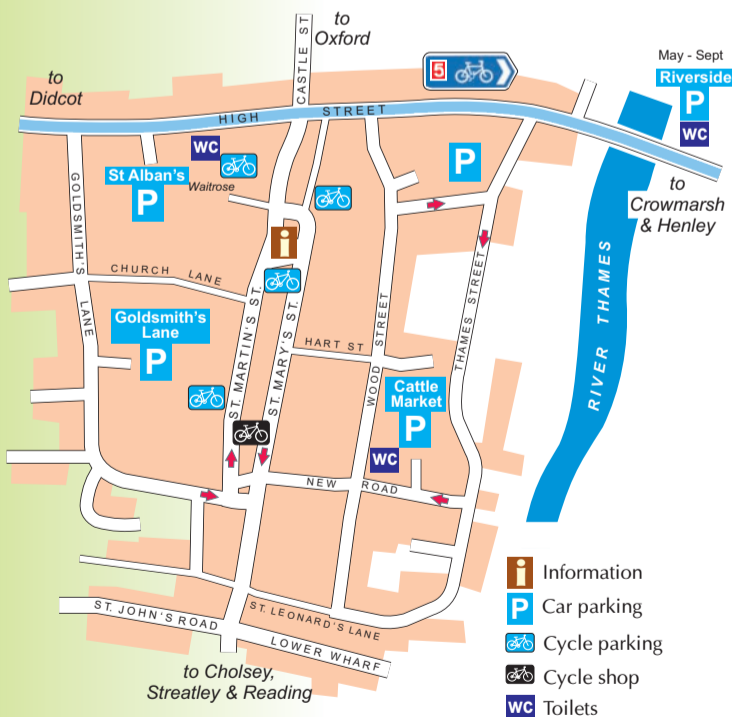 to
Oxford
to
Didcot
CASTLE ST
5
May - Sept
Riverside
P
WC
HIGH STREET
WC
St Alban's
P
Waitrose
P
to
Crowmarsh
& Henley
GOLDSMITH'S LANE
i
CHURCH LANE
THAMES STREET
RIVER THAMES
Goldsmith's
Lane
P
ST. MARTIN'S ST.
ST. MARY'S ST.
HART ST
WOOD STREET
Cattle
Market
P
WC
NEW ROAD
ST. JOHN'S ROAD
ST. LEONARD'S LANE
LOWER WHARF
to Cholsey,
Streatley & Reading
i Information
P Car parking
Cycle parking
Cycle shop
WC Toilets